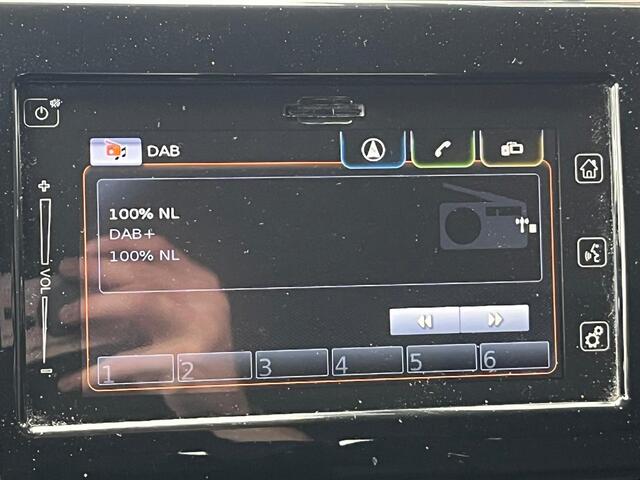 DAB
100% NL
DAB+
100% NL
+
VOL
-
1 2 3 4 5 6